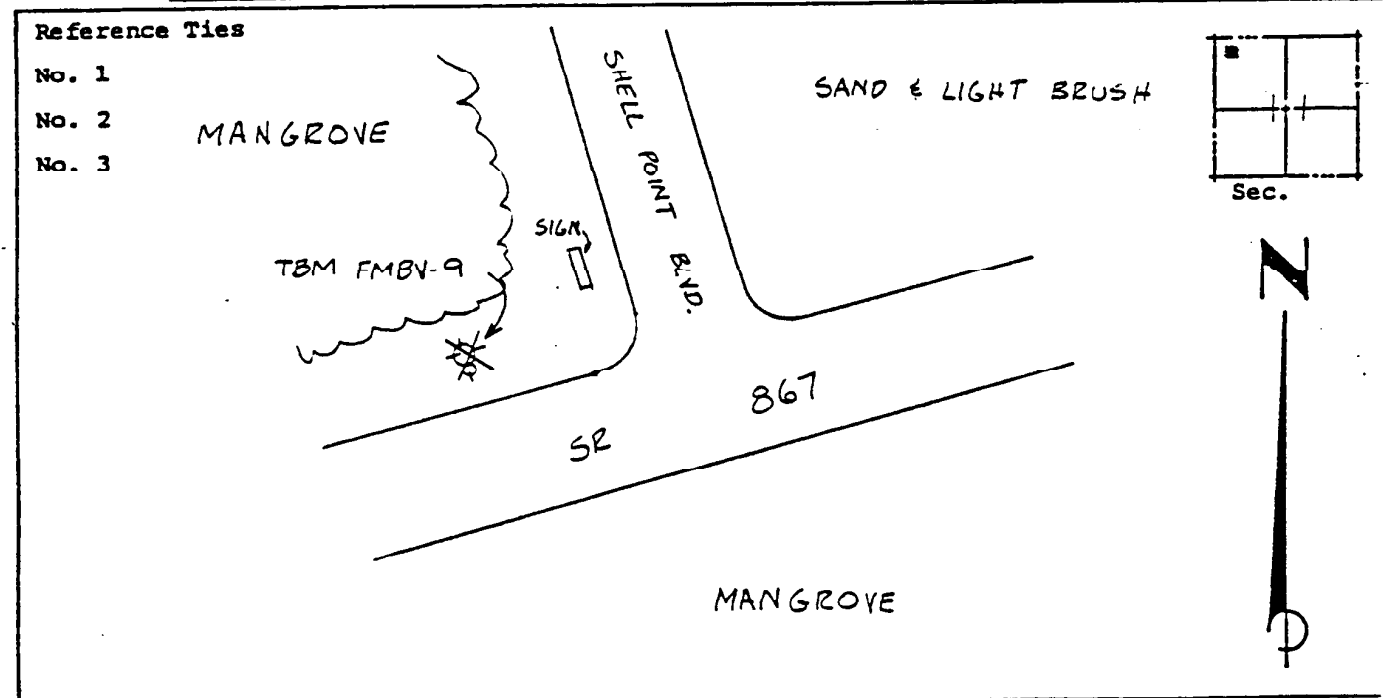 Reference Ties
No. 1
No. 2
No. 3
MANGROVE
SHELL POINT BLVD.
SAND & LIGHT BRUSH
Sec.
SIGN
TBM FMBV-9
N
SR 867
MANGROVE